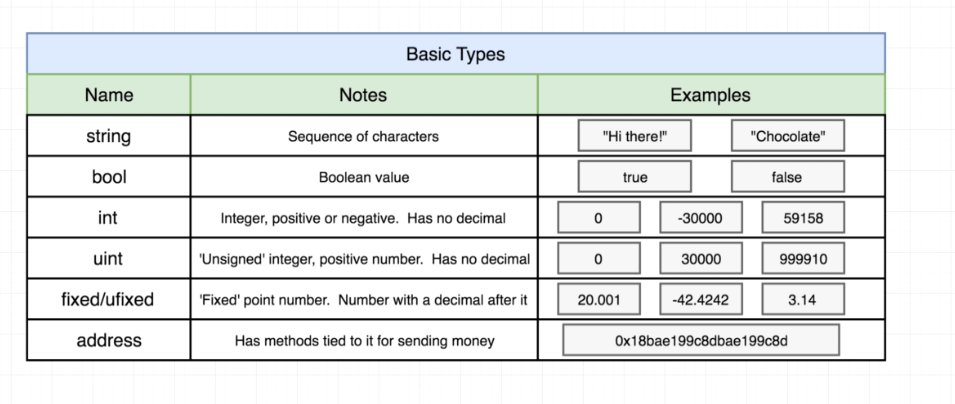 Basic Types
Name Notes Examples
string Sequence of characters "Hi there!" "Chocolate"
bool Boolean value true false
int Integer, positive or negative. Has no decimal 0 -30000 59158
uint 'Unsigned' integer, positive number. Has no decimal 0 30000 999910
fixed/ufixed 'Fixed' point number. Number with a decimal after it 20.001 -42.4242 3.14
address Has methods tied to it for sending money 0x18bae199c8dbae199c8d